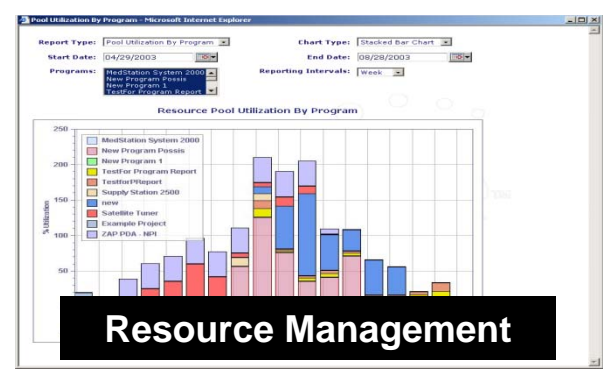 Pool Utilization By Program - Microsoft Internet Explorer
Report Type: Pool Utilization By Program Chart Type: Stacked Bar Chart
Start Date: 04/29/2003 End Date: 08/28/2003
Programs: MedStation System 2000 Reporting Intervals: Week
New Program Possis
New Program 1
TestFor Program Report
Resource Pool Utilization By Program
250
200
150
100
50
% Utilization
MedStation System 2000
New Program Possis
New Program 1
TestFor Program Report
TestforPReport
Supply Station 2500
new
Satellite Tuner
Example Project
ZAP PDA - NPI
Resource Management